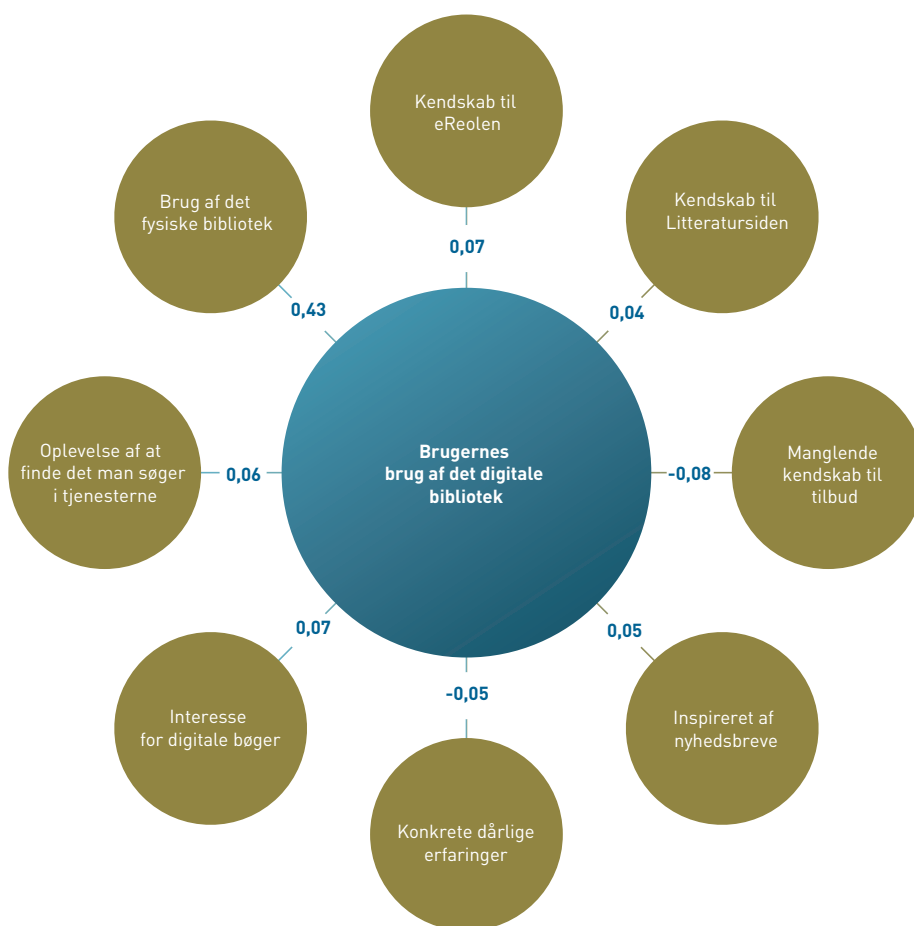 Kendskab til
eReolen
0,07
Kendskab til
Litteratursiden
0,04
Manglende
kendskab til
tilbud
-0,08
Inspireret af
nyhedsbreve
0,05
Konkrete dårlige
erfaringer
-0,05
Interesse
for digitale bøger
0,07
Oplevelse af at
finde det man søger
i tjenesterne
0,06
Brug af det
fysiske bibliotek
0,43
Brugernes
brug af det digitale
bibliotek